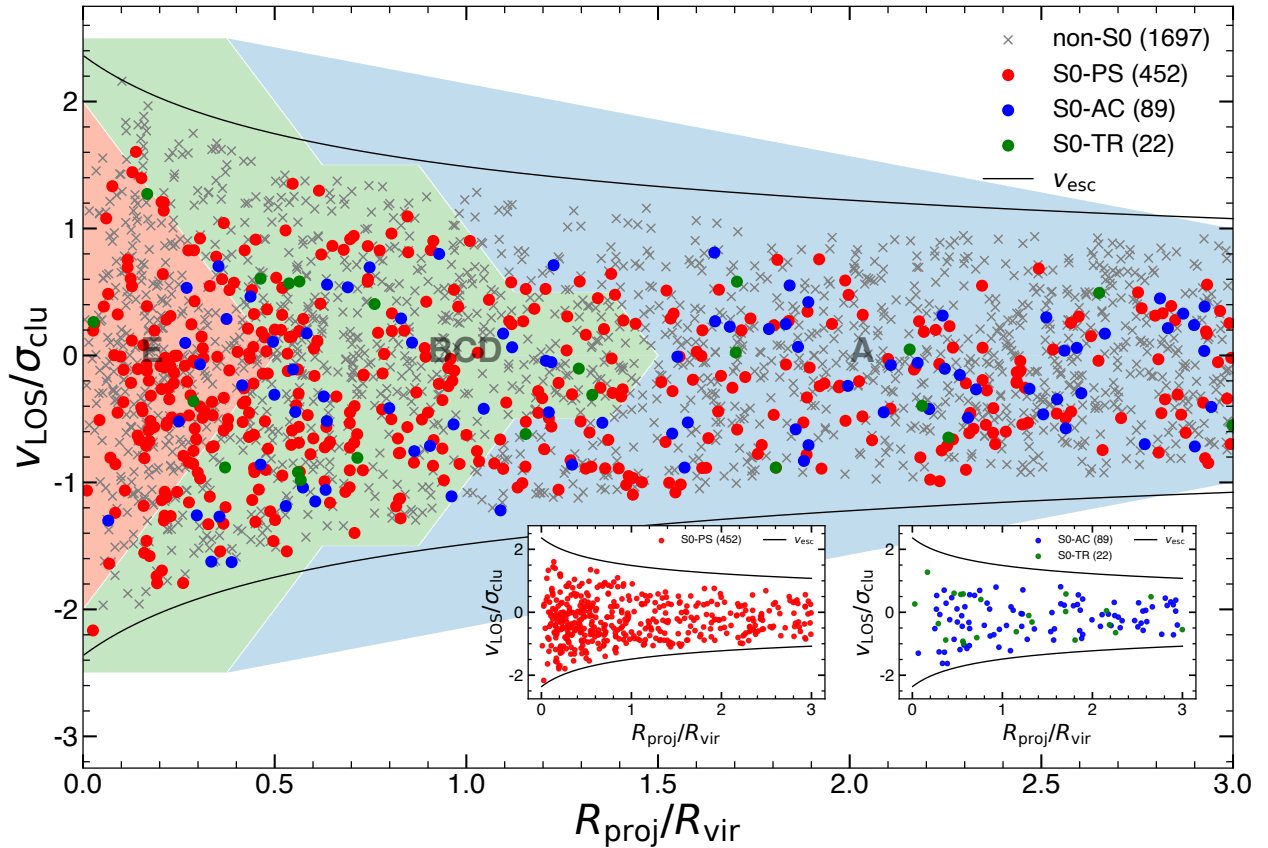 non-S0 (1697)
S0-PS (452)
S0-AC (89)
S0-TR (22)
v_esc
2
1
0
-1
-2
-3
v_LOS/σ_clu
E
BCD
A
S0-PS (452)
v_esc
2
0
-2
v_LOS/σ_clu
0
1
2
3
R_proj/R_vir
S0-AC (89)
S0-TR (22)
v_esc
2
0
-2
v_LOS/σ_clu
0
1
2
3
R_proj/R_vir
0.0
0.5
1.0
1.5
2.0
2.5
3.0
R_proj/R_vir